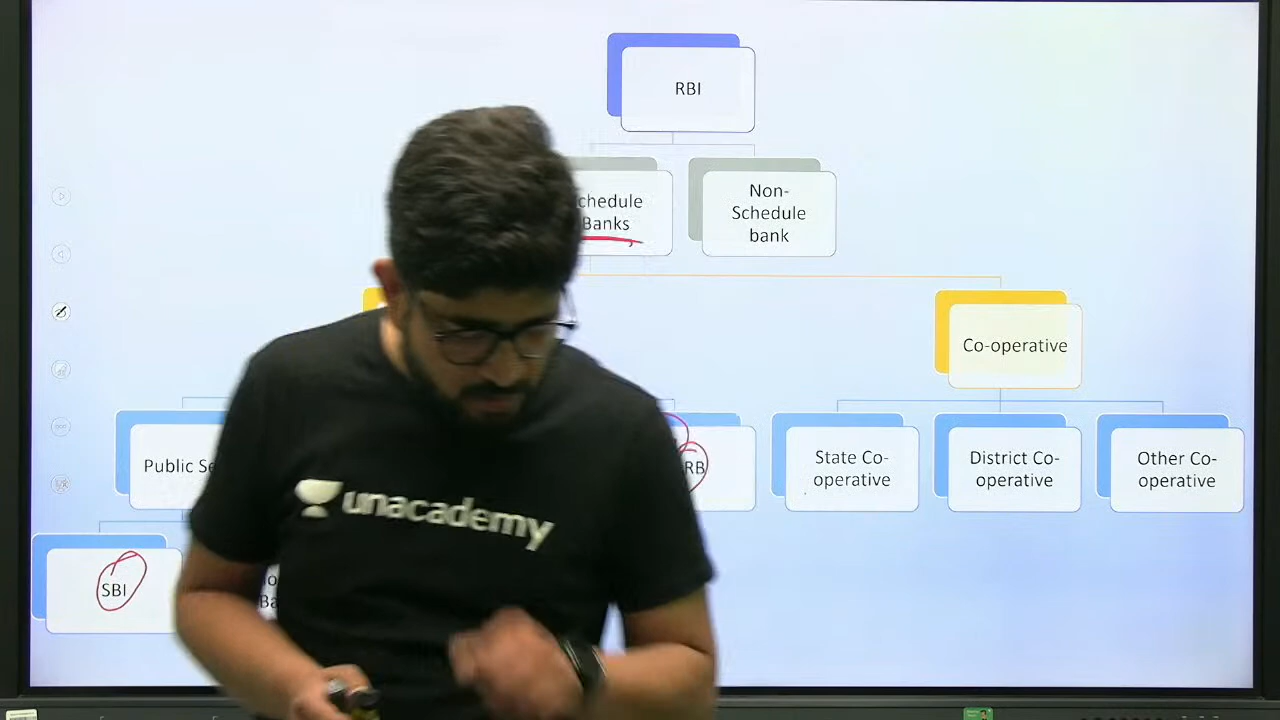 RBI
chedule
Banks
Non-
Schedule
bank
Co-operative
Public Se
RB
State Co-
operative
District Co-
operative
Other Co-
operative
SBI
Ba
unacademy